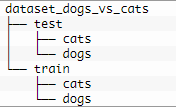 dataset_dogs_vs_cats
├── test
│   ├── cats
│   └── dogs
└── train
    ├── cats
    └── dogs